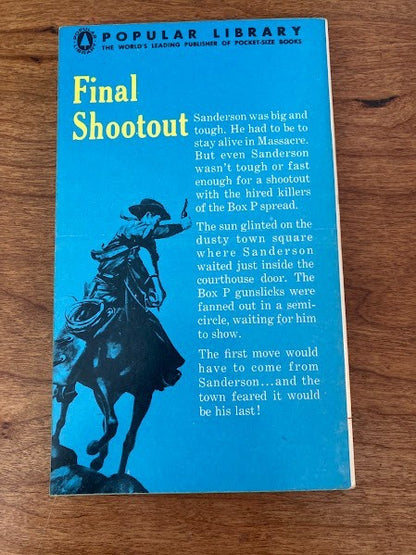 POPULAR LIBRARY
THE WORLD'S LEADING PUBLISHER OF POCKET-SIZE BOOKS
Final
Shootout
Sanderson was big and
tough. He had to be to
stay alive in Massacre.
But even Sanderson
wasn't tough or fast
enough for a shootout
with the hired killers
of the Box P spread.
The sun glinted on the
dusty town square
where Sanderson
waited just inside the
courthouse door. The
Box P gunslicks were
fanned out in a semi-
circle, waiting for him
to show.
The first move would
have to come from
Sanderson...and the
town feared it would
be his last!